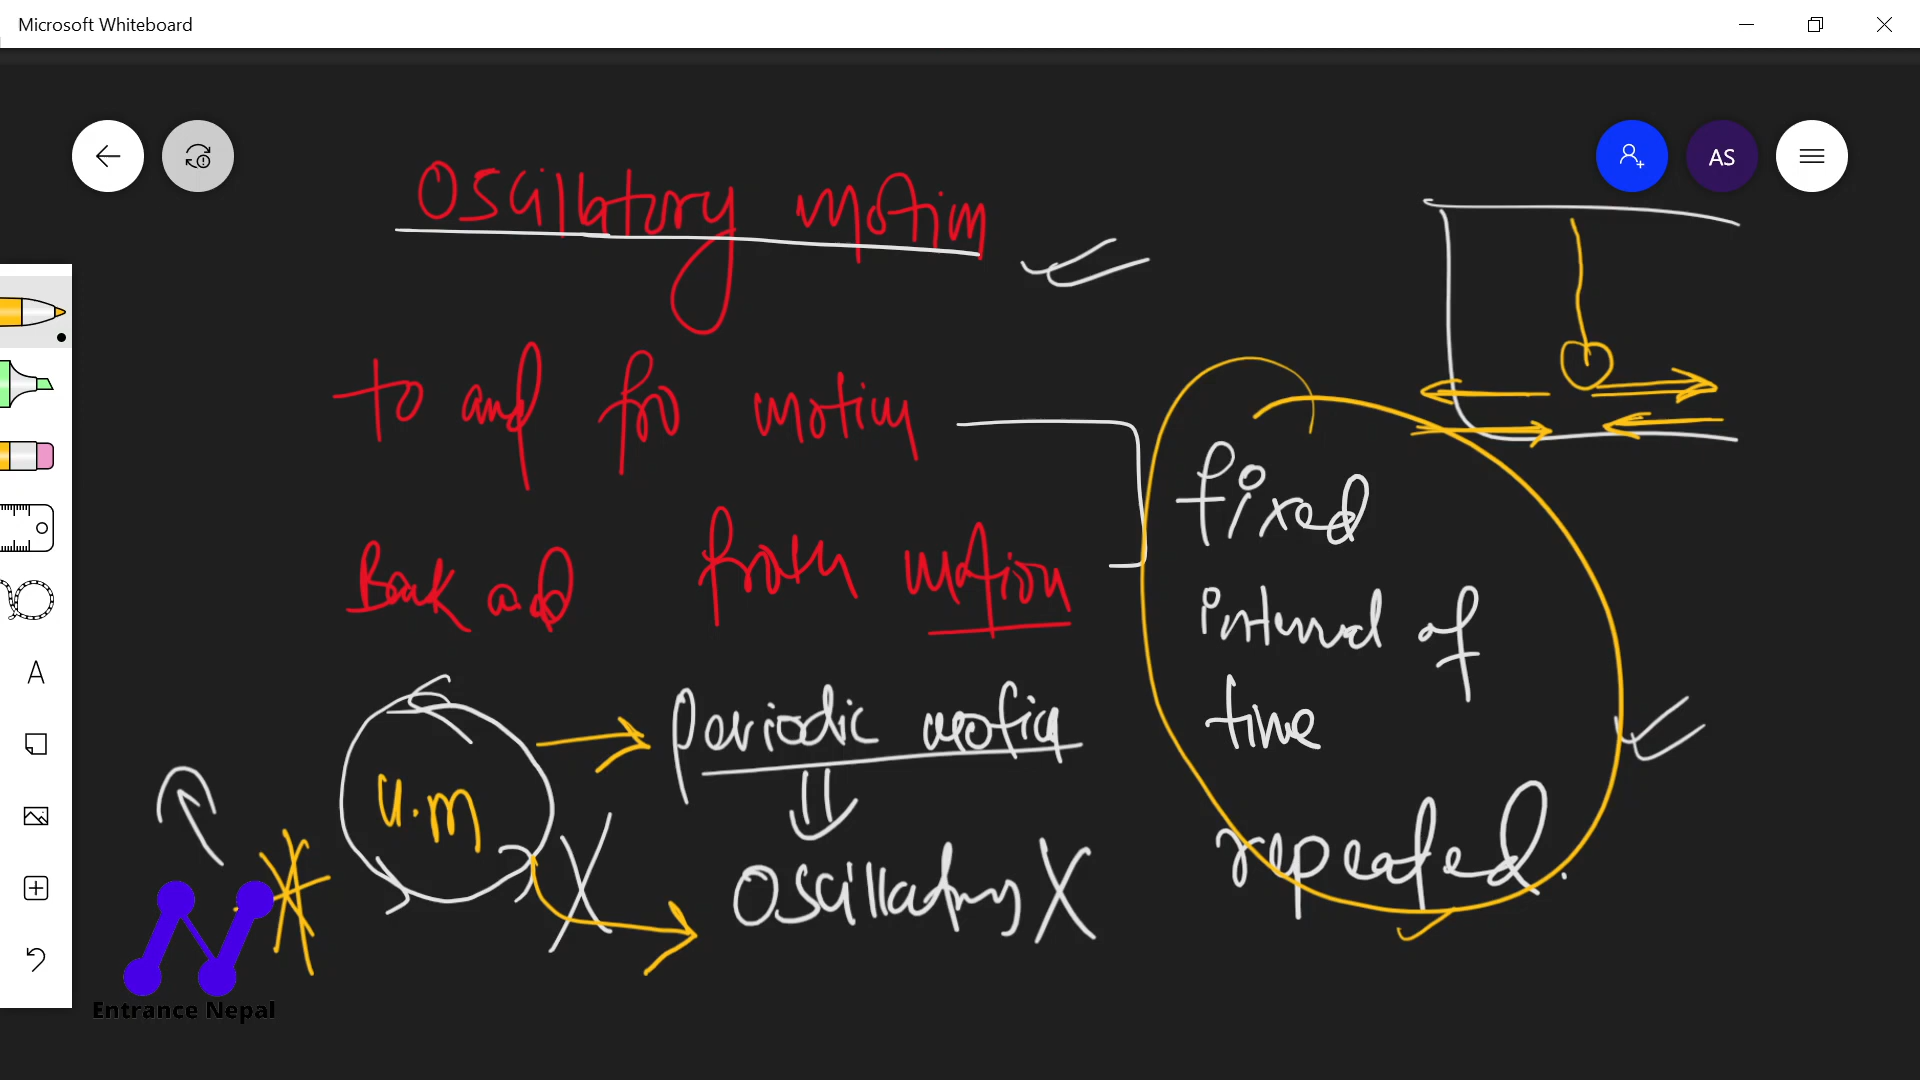 Microsoft Whiteboard
AS
Oscillatory motion
to and fro motion
Back and froth motion
fixed
interval of
time
repeated.
U.m
Periodic motion
Oscillatory X
A
Entrance Nepal